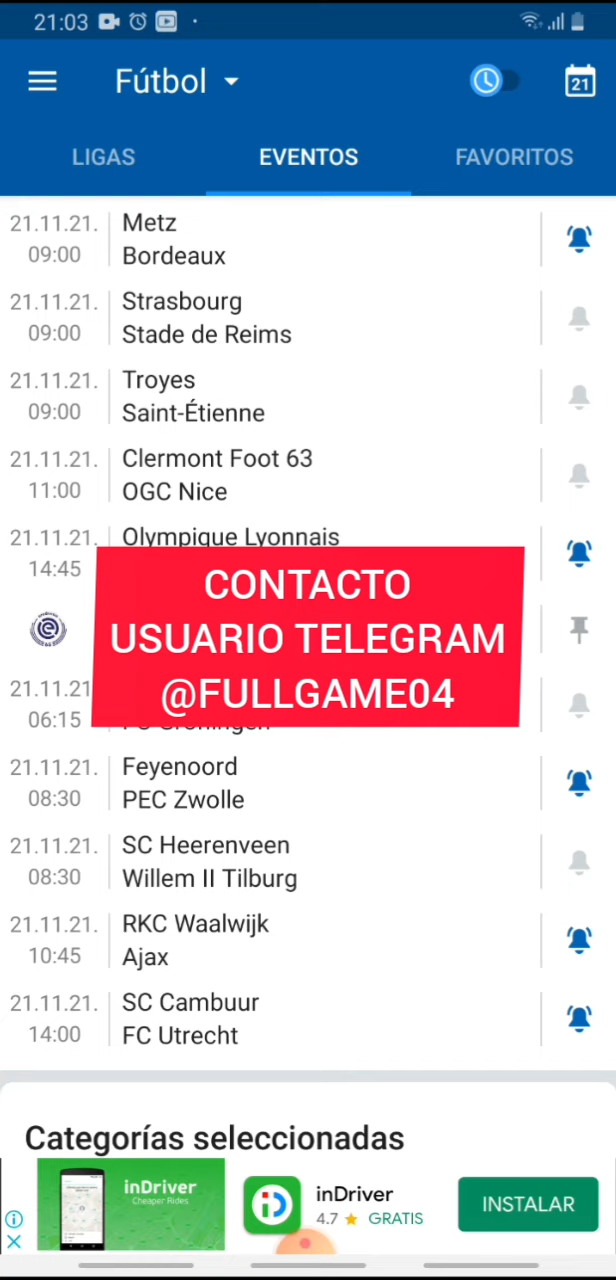 21:03
Fútbol
21
LIGAS EVENTOS FAVORITOS
21.11.21. Metz
09:00 Bordeaux
21.11.21. Strasbourg
09:00 Stade de Reims
21.11.21. Troyes
09:00 Saint-Étienne
21.11.21. Clermont Foot 63
11:00 OGC Nice
21.11.21. Olympique Lyonnais
14:45
CONTACTO
USUARIO TELEGRAM
@FULLGAME04
21.11.21
06:15 FC Groningen
21.11.21. Feyenoord
08:30 PEC Zwolle
21.11.21. SC Heerenveen
08:30 Willem II Tilburg
21.11.21. RKC Waalwijk
10:45 Ajax
21.11.21. SC Cambuur
14:00 FC Utrecht
Categorías seleccionadas
inDriver
Cheaper Rides
inDriver
4.7 GRATIS
INSTALAR